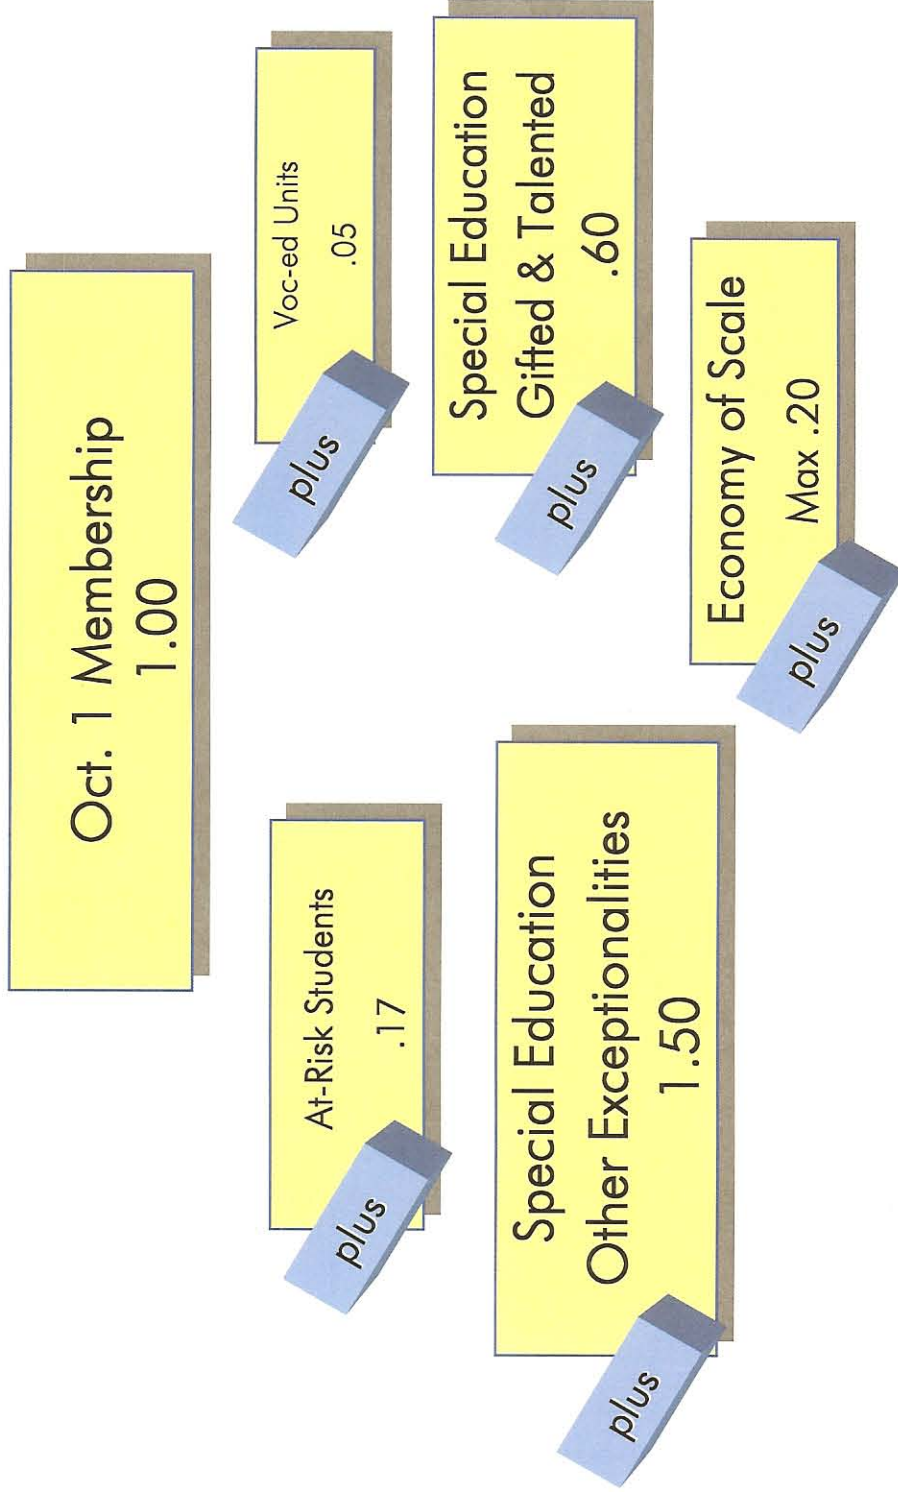 Oct. 1 Membership
1.00
plus
At-Risk Students
.17
plus
Voc-ed Units
.05
plus
Special Education
Other Exceptionalities
1.50
plus
Special Education
Gifted & Talented
.60
plus
Economy of Scale
Max .20